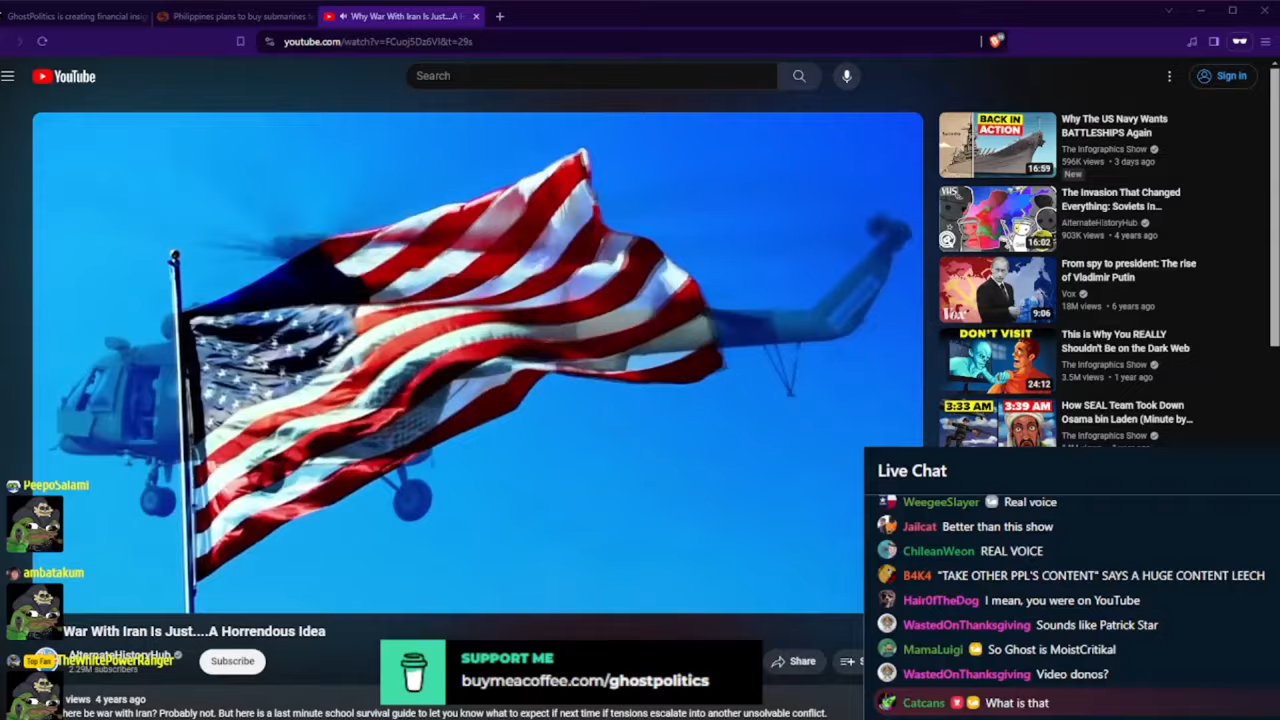 GhostPolitics is creating financial insig
Philippines plans to buy submarines
Why War With Iran Is Just....A
youtube.com/watch?v=FCuoj5Dz6VI&t=29s
YouTube
Search
Sign in
BACK IN
ACTION
16:59
Why The US Navy Wants
BATTLESHIPS Again
The Infographics Show
596K views • 3 days ago
New
VHS
16:02
The Invasion That Changed
Everything: Soviets In...
AlternateHistoryHub
903K views • 4 years ago
Vox
9:06
From spy to president: The rise
of Vladimir Putin
Vox
18M views • 6 years ago
DON'T VISIT
24:12
This is Why You REALLY
Shouldn't Be on the Dark Web
The Infographics Show
3.5M views • 1 year ago
3:33 AM
3:39 AM
How SEAL Team Took Down
Osama bin Laden (Minute by...
The Infographics Show
Live Chat
WeegeeSlayer Real voice
Jailcat Better than this show
ChileanWeon REAL VOICE
B4K4 "TAKE OTHER PPL'S CONTENT" SAYS A HUGE CONTENT LEECH
Hair0fTheDog I mean, you were on YouTube
WastedOnThanksgiving Sounds like Patrick Star
MamaLuigi So Ghost is MoistCritikal
WastedOnThanksgiving Video donos?
Catcans What is that
PeepoSalami
ambatakum
Top Fan TheWhitePowerRanger
War With Iran Is Just....A Horrendous Idea
AlternateHistoryHub
2.29M subscribers
Subscribe
SUPPORT ME
buymeacoffee.com/ghostpolitics
Share
views 4 years ago
here be war with Iran? Probably not. But here is a last minute school survival guide to let you know what to expect if next time if tensions escalate into another unsolvable conflict.